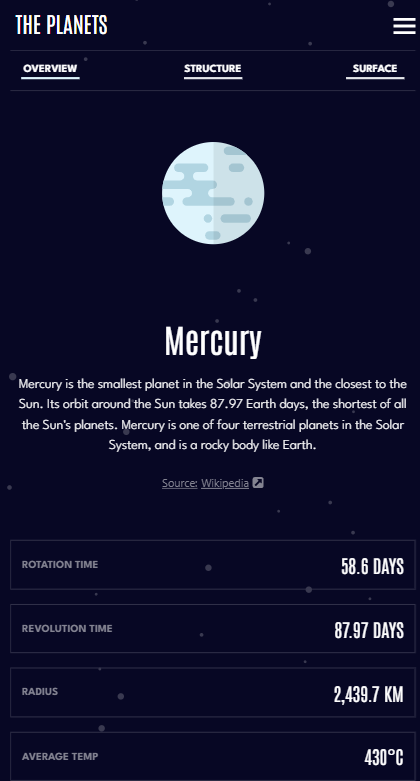 THE PLANETS
OVERVIEW STRUCTURE SURFACE
Mercury
Mercury is the smallest planet in the Solar System and the closest to the
Sun. Its orbit around the Sun takes 87.97 Earth days, the shortest of all
the Sun's planets. Mercury is one of four terrestrial planets in the Solar
System, and is a rocky body like Earth.
Source: Wikipedia
ROTATION TIME 58.6 DAYS
REVOLUTION TIME 87.97 DAYS
RADIUS 2,439.7 KM
AVERAGE TEMP 430°C